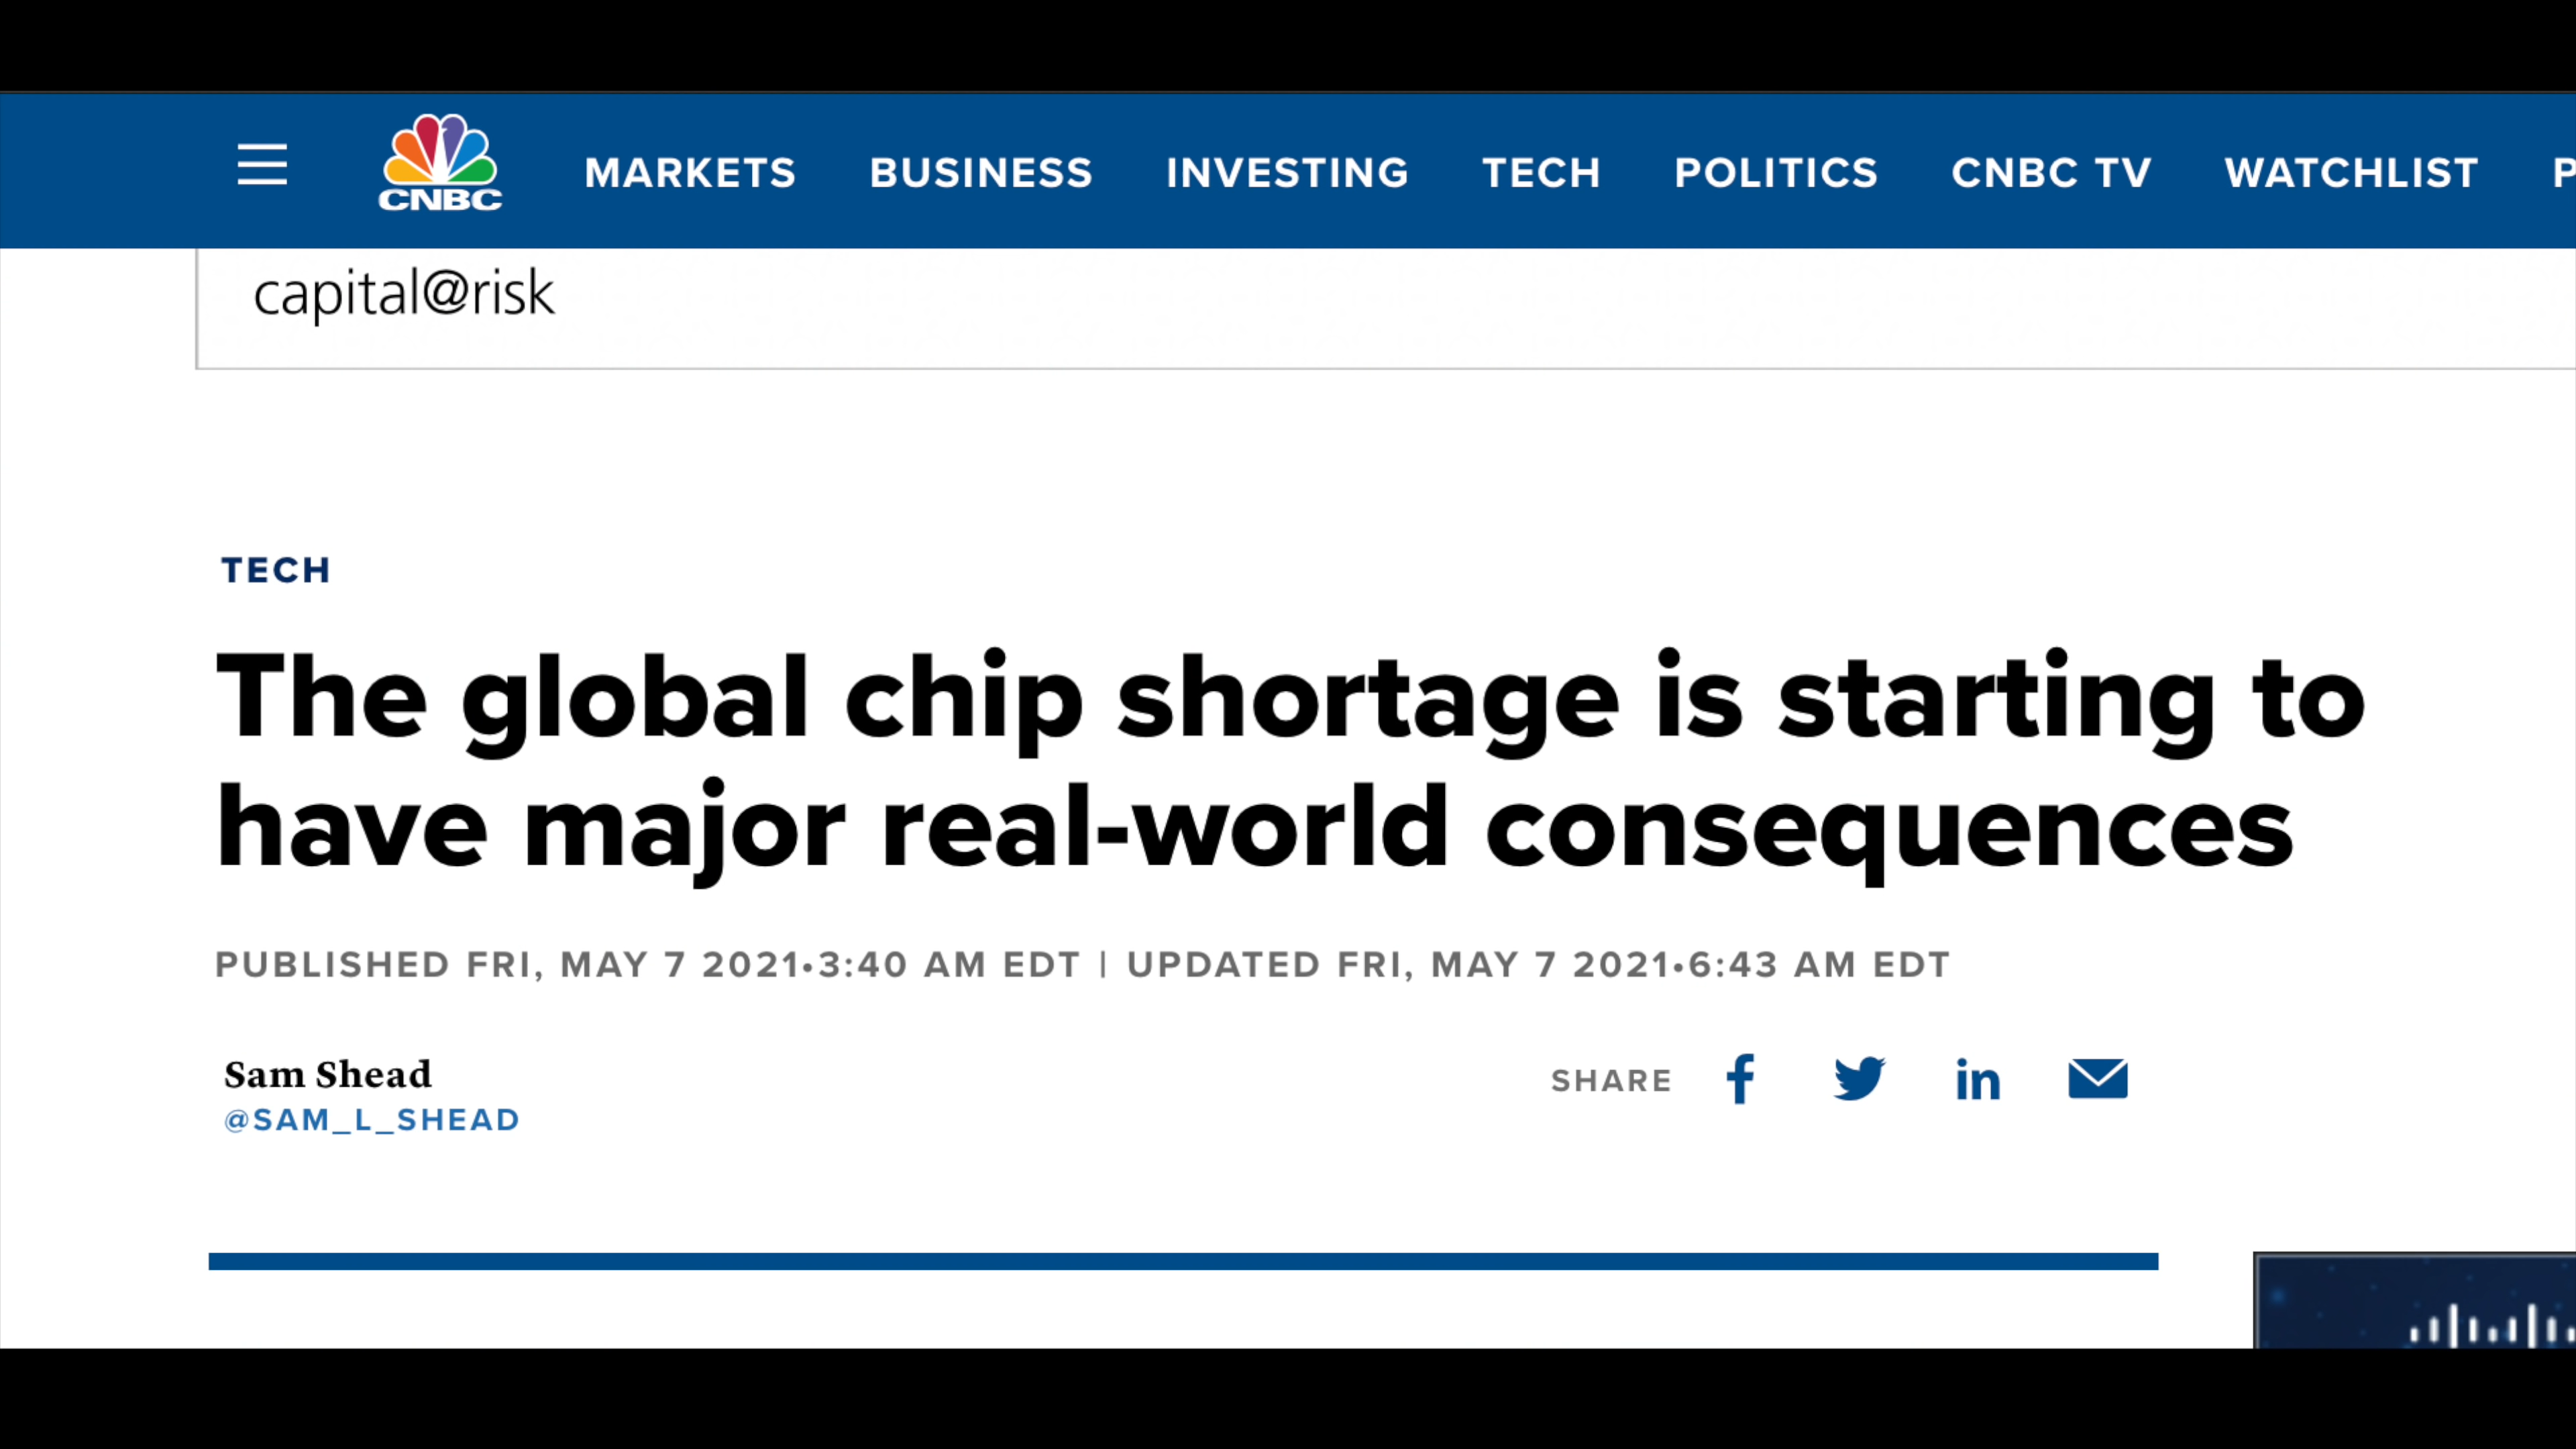 CNBC
MARKETS BUSINESS INVESTING TECH POLITICS CNBC TV WATCHLIST P
capital@risk
TECH
The global chip shortage is starting to
have major real-world consequences
PUBLISHED FRI, MAY 7 2021•3:40 AM EDT | UPDATED FRI, MAY 7 2021•6:43 AM EDT
Sam Shead
@SAM_L_SHEAD
SHARE f in